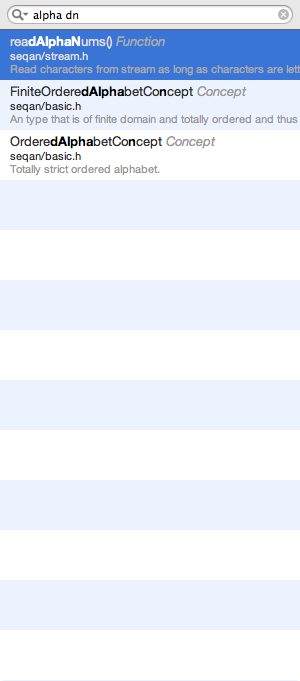 alpha dn
readAlphaNums() Function
seqan/stream.h
Read characters from stream as long as characters are lett
FiniteOrderedAlphabetConcept Concept
seqan/basic.h
An type that is of finite domain and totally ordered and thus
OrderedAlphabetConcept Concept
seqan/basic.h
Totally strict ordered alphabet.